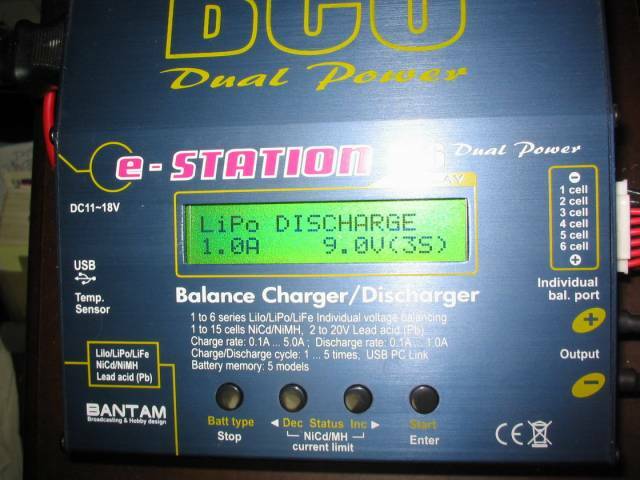 BC6
Dual Power
e-STATION
Dual Power
DC11~18V
LiPo DISCHARGE
1.0A 9.0V(3S)
1 cell
2 cell
3 cell
4 cell
5 cell
6 cell
Individual
bal. port
USB
Temp.
Sensor
Balance Charger/Discharger
1 to 6 series LiIo/LiPo/LiFe Individual voltage balancing
1 to 15 cells NiCd/NiMH, 2 to 20V Lead acid (Pb)
Charge rate: 0.1A ... 5.0A ; Discharge rate: 0.1A ... 1.0A
Charge/Discharge cycle: 1 ... 5 times, USB PC Link
Battery memory: 5 models
Output
LiIo/LiPo/LiFe
NiCd/NiMH
Lead acid (Pb)
BANTAM
Broadcasting & Hobby design
Batt type
Stop
◄ Dec Status Inc ►
NiCd/MH
current limit
Start
Enter
CE